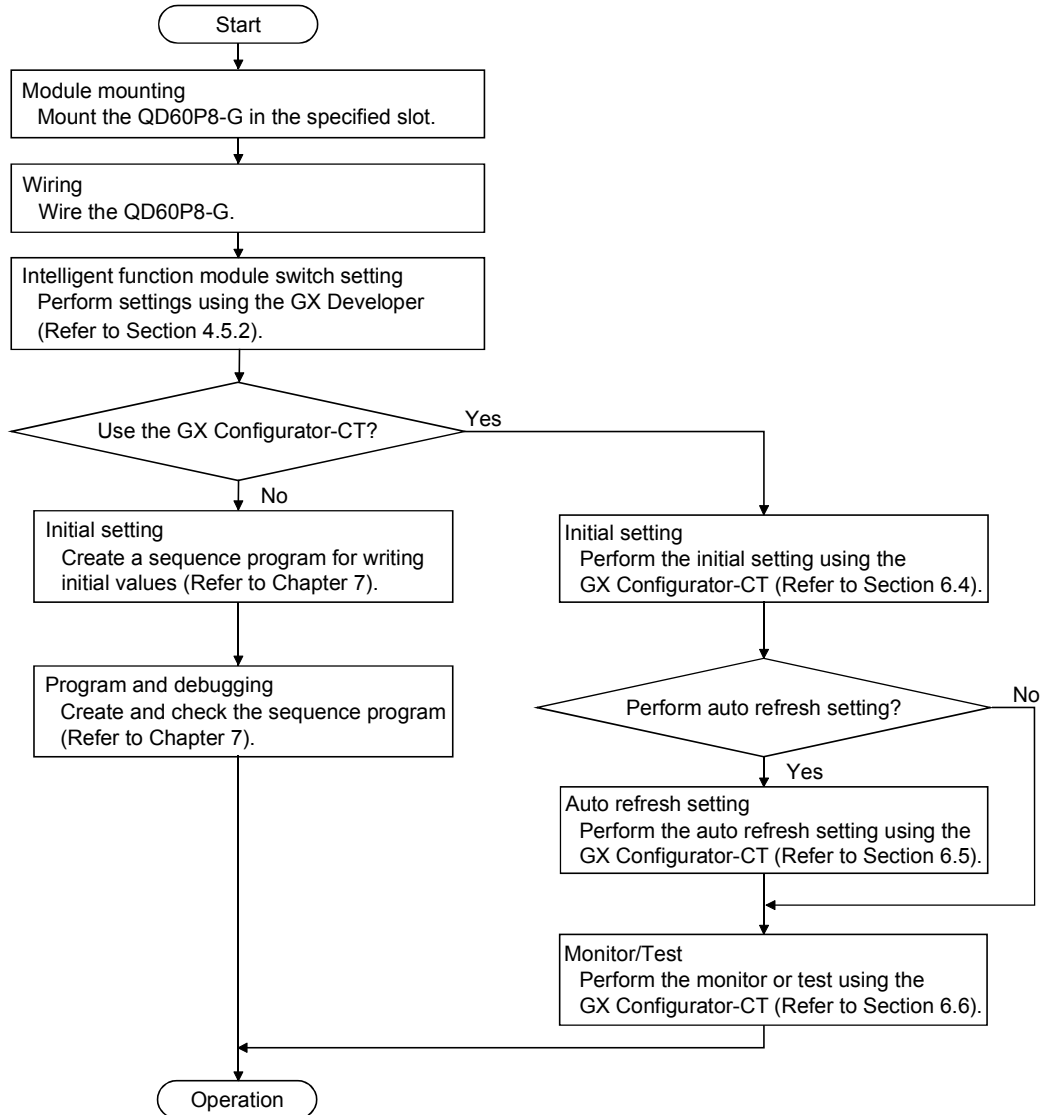 Start
Module mounting
Mount the QD60P8-G in the specified slot.
Wiring
Wire the QD60P8-G.
Intelligent function module switch setting
Perform settings using the GX Developer
(Refer to Section 4.5.2).
Use the GX Configurator-CT?
Yes
No
Initial setting
Create a sequence program for writing
initial values (Refer to Chapter 7).
Program and debugging
Create and check the sequence program
(Refer to Chapter 7).
Initial setting
Perform the initial setting using the
GX Configurator-CT (Refer to Section 6.4).
Perform auto refresh setting?
No
Yes
Auto refresh setting
Perform the auto refresh setting using the
GX Configurator-CT (Refer to Section 6.5).
Monitor/Test
Perform the monitor or test using the
GX Configurator-CT (Refer to Section 6.6).
Operation